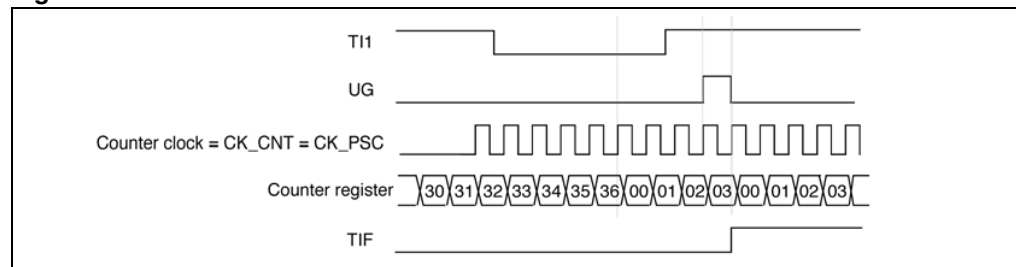 TI1
UG
Counter clock = CK_CNT = CK_PSC
Counter register 30 31 32 33 34 35 36 00 01 02 03 00 01 02 03
TIF